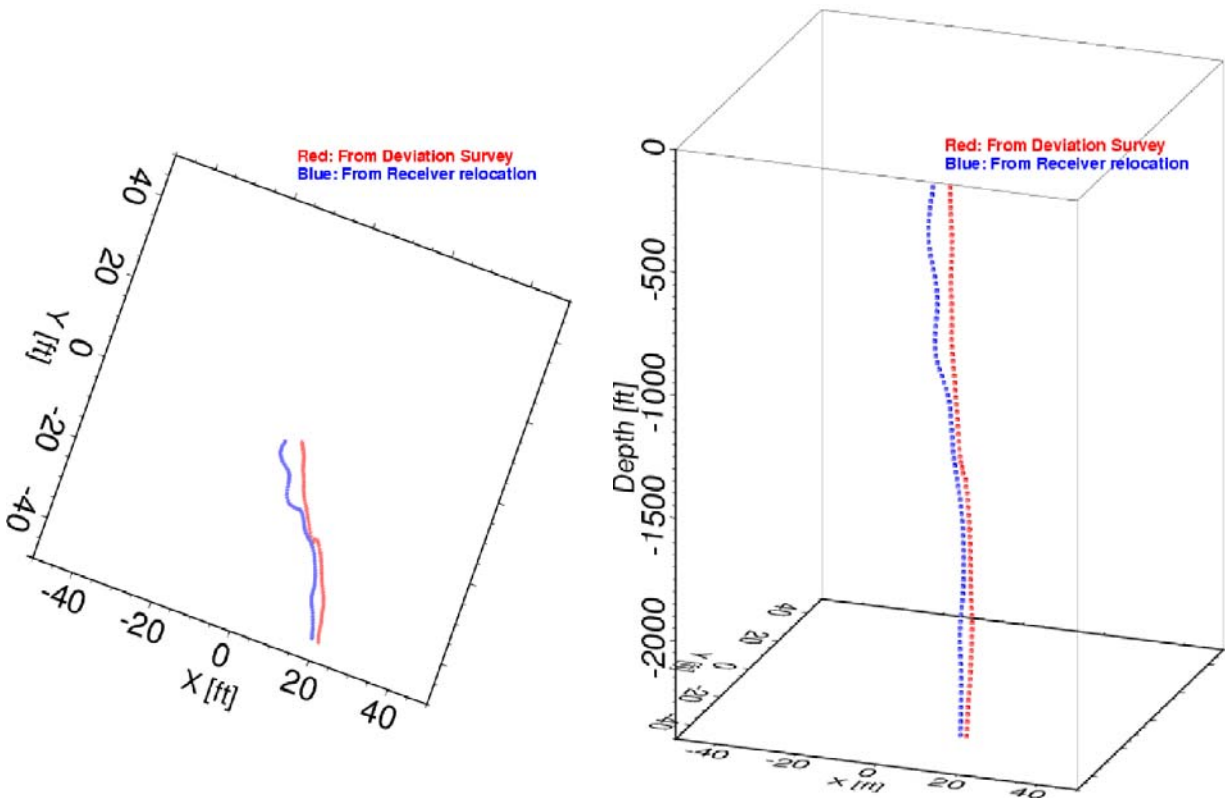 Red: From Deviation Survey
Blue: From Receiver relocation
40
20
0
-20
-40
Y [ft]
-40
-20
0
20
40
X [ft]
Red: From Deviation Survey
Blue: From Receiver relocation
0
-500
-1000
-1500
-2000
Depth [ft]
40
20
0
-20
-40
Y [ft]
-40
-20
0
20
40
X [ft]